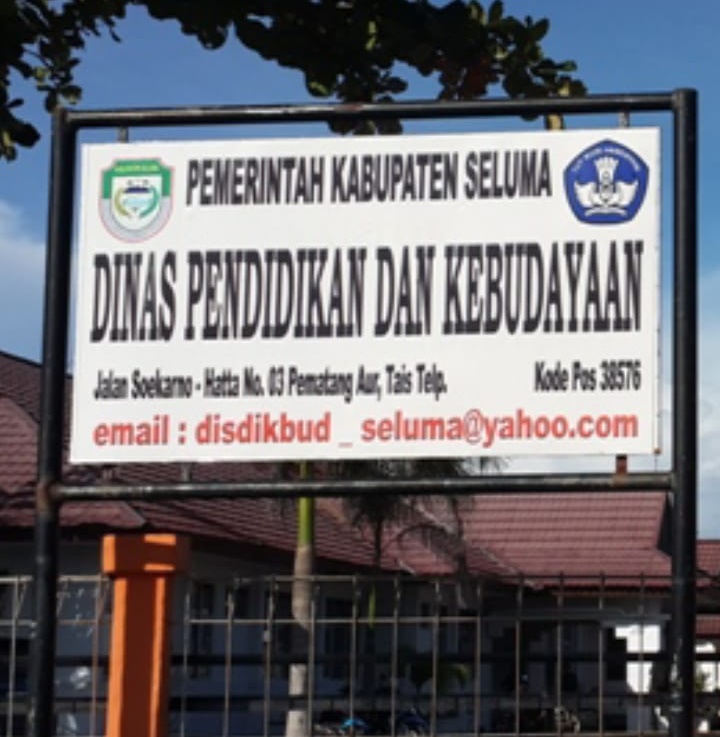 PEMERINTAH KABUPATEN SELUMA
DINAS PENDIDIKAN DAN KEBUDAYAAN
Jalan Soekarno - Hatta No. 03 Pematang Aur, Tais Telp. Kode Pos 38576
email : disdikbud _ seluma@yahoo.com